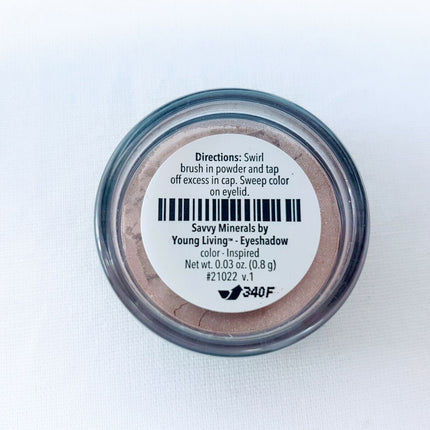 Directions: Swirl
brush in powder and tap
off excess in cap. Sweep color
on eyelid.
Savvy Minerals by
Young Living™ - Eyeshadow
color - Inspired
Net wt. 0.03 oz. (0.8 g)
#21022 v.1
340F